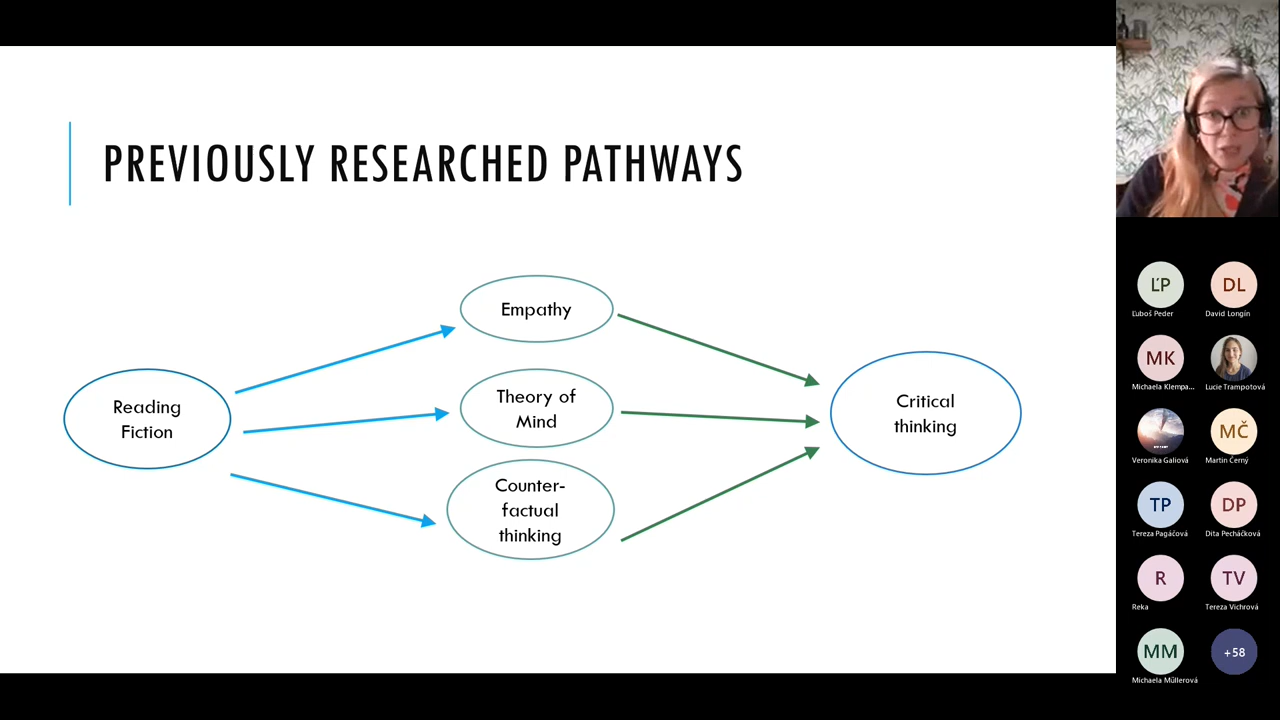 PREVIOUSLY RESEARCHED PATHWAYS
Empathy
Reading
Fiction
Theory of
Mind
Critical
thinking
Counter-
factual
thinking
ĽP
DL
Ľuboš Peder
David Longín
MK
Michaela Klempa...
Lucie Trampotová
MČ
Veronika Galiová
Martin Černý
TP
DP
Tereza Pagáčová
Dita Pecháčková
R
TV
Reka
Tereza Vichrová
MM
+58
Michaela Müllerová